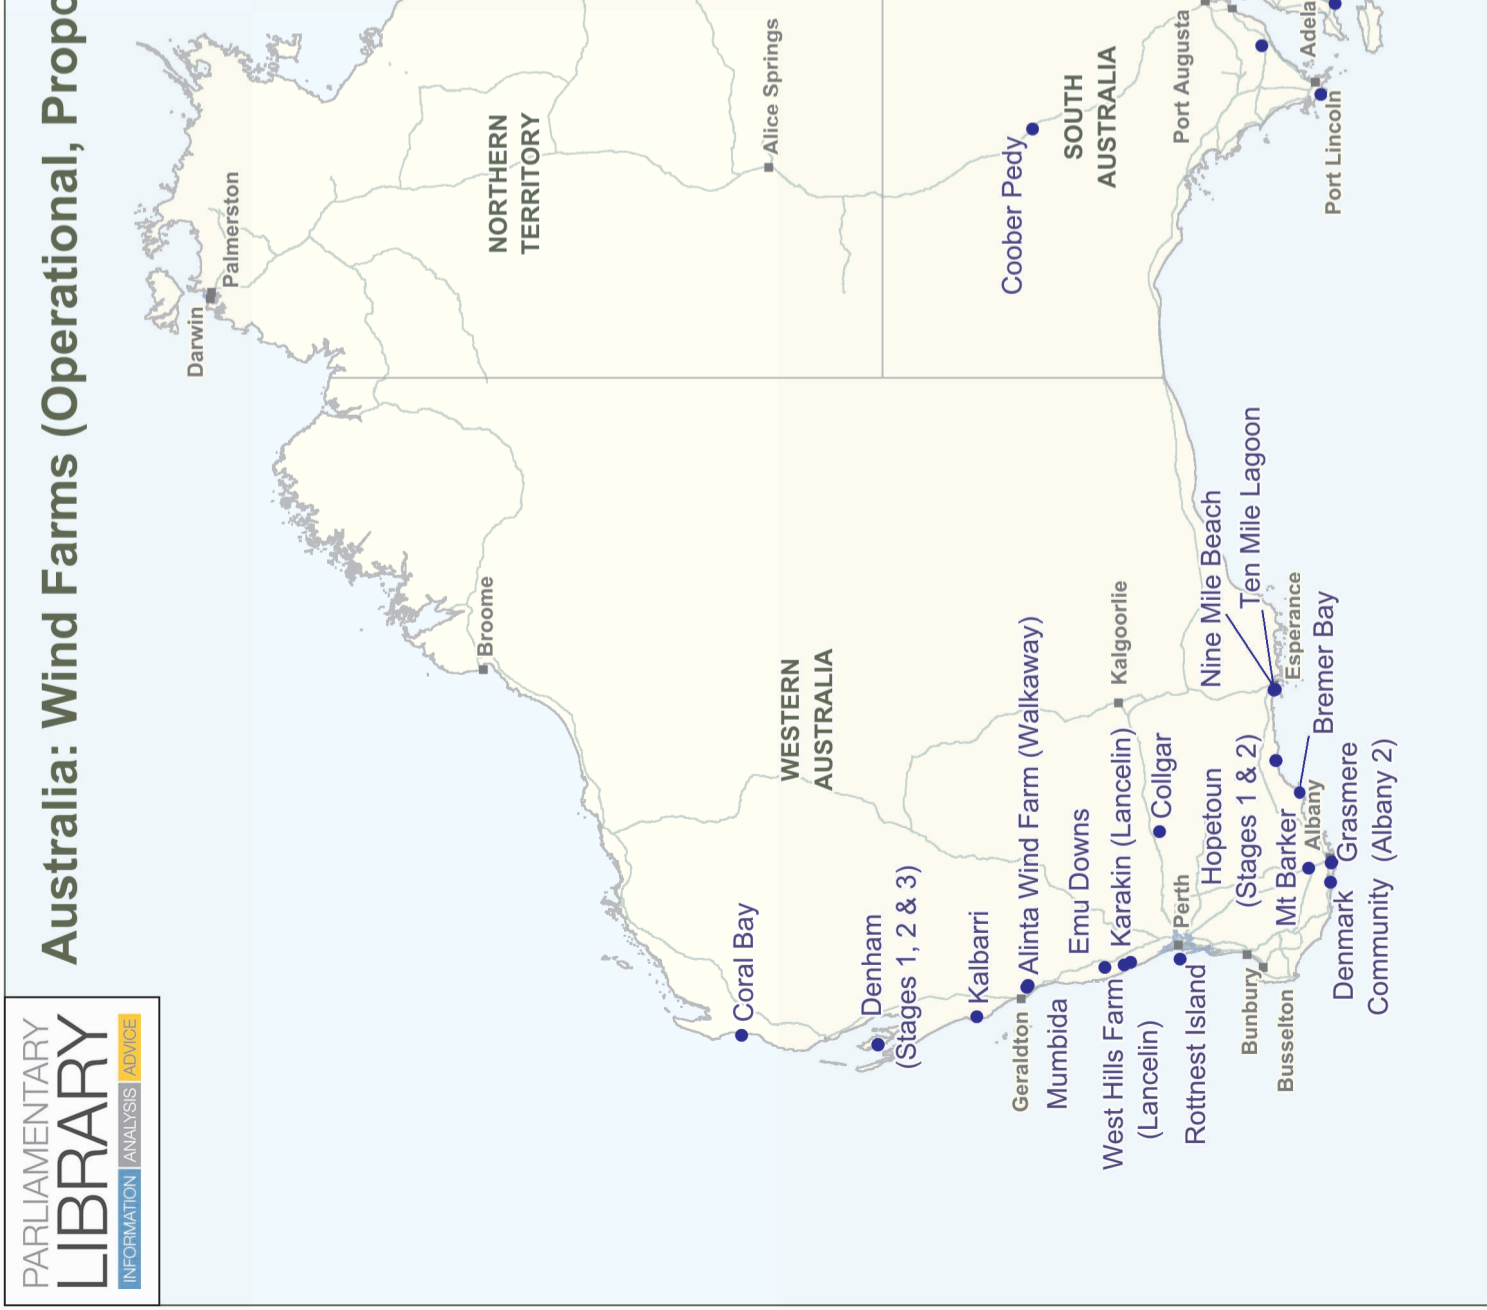 PARLIAMENTARY
LIBRARY
INFORMATION ANALYSIS ADVICE
Australia: Wind Farms (Operational, Propo
Darwin
Palmerston
NORTHERN
TERRITORY
Broome
Alice Springs
Coral Bay
WESTERN
AUSTRALIA
Denham
(Stages 1, 2 & 3)
Kalbarri
Coober Pedy
SOUTH
AUSTRALIA
Geraldton
Alinta Wind Farm (Walkaway)
Mumbida
Emu Downs
Kalgoorlie
West Hills Farm
(Lancelin)
Karakin (Lancelin)
Collgar
Perth
Port Augusta
Rottnest Island
Hopetoun
(Stages 1 & 2)
Nine Mile Beach
Ten Mile Lagoon
Bunbury
Busselton
Mt Barker
Albany
Esperance
Bremer Bay
Adela
Port Lincoln
Denmark
Community
Grasmere
(Albany 2)